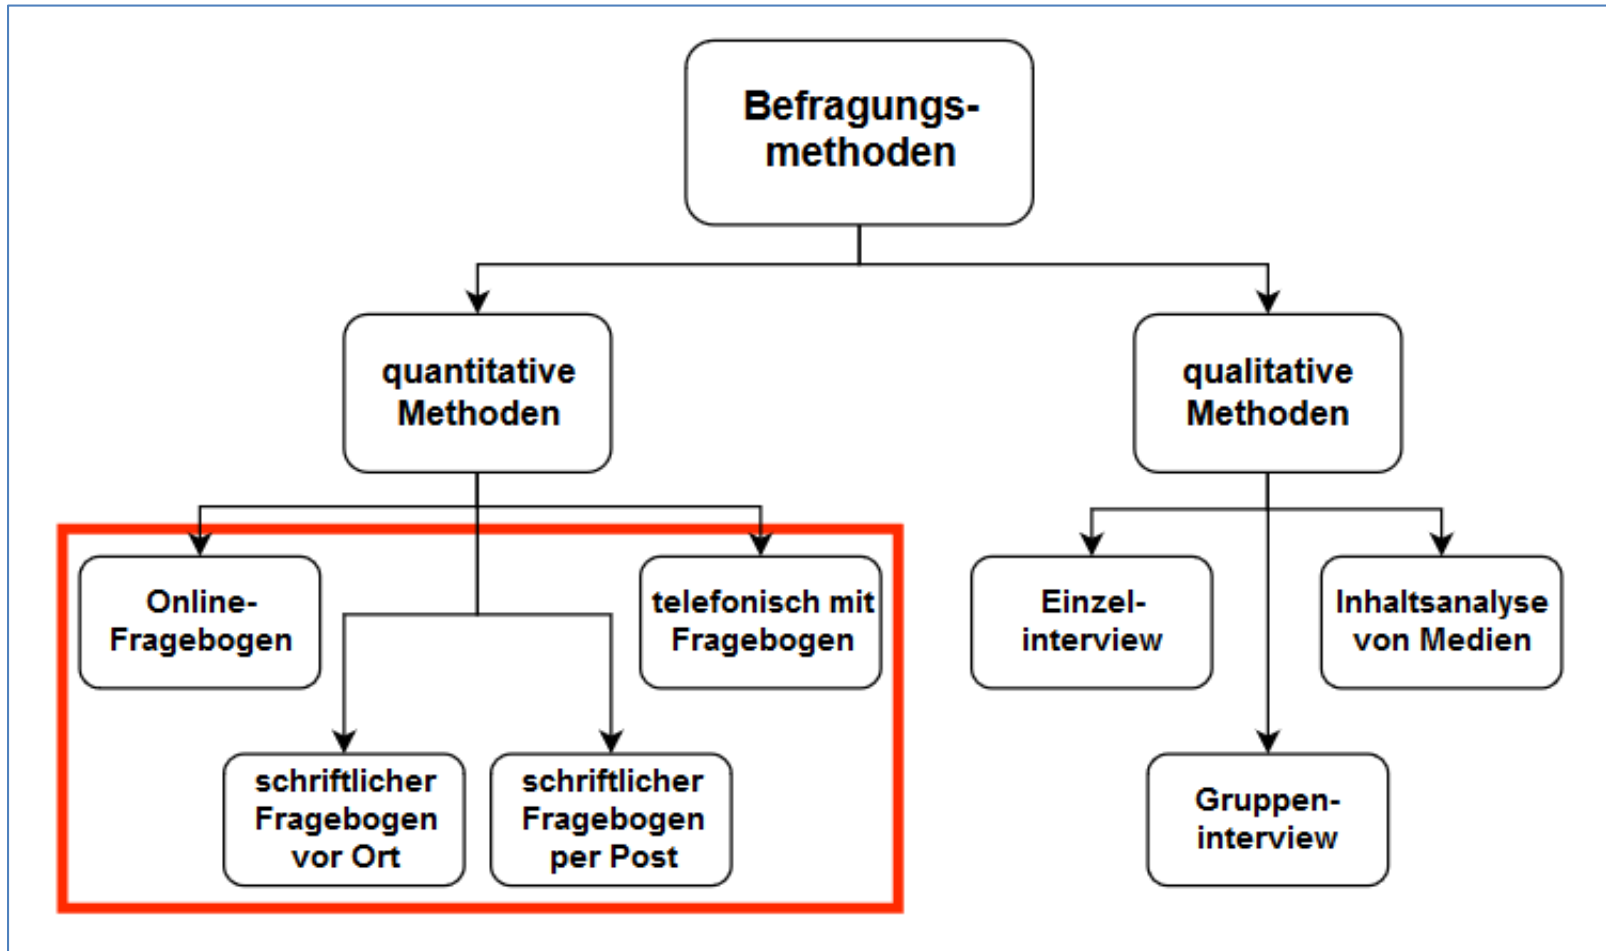 Befragungs-
methoden
quantitative
Methoden
qualitative
Methoden
Online-
Fragebogen
telefonisch mit
Fragebogen
Einzel-
interview
Inhaltsanalyse
von Medien
schriftlicher
Fragebogen
vor Ort
schriftlicher
Fragebogen
per Post
Gruppen-
interview